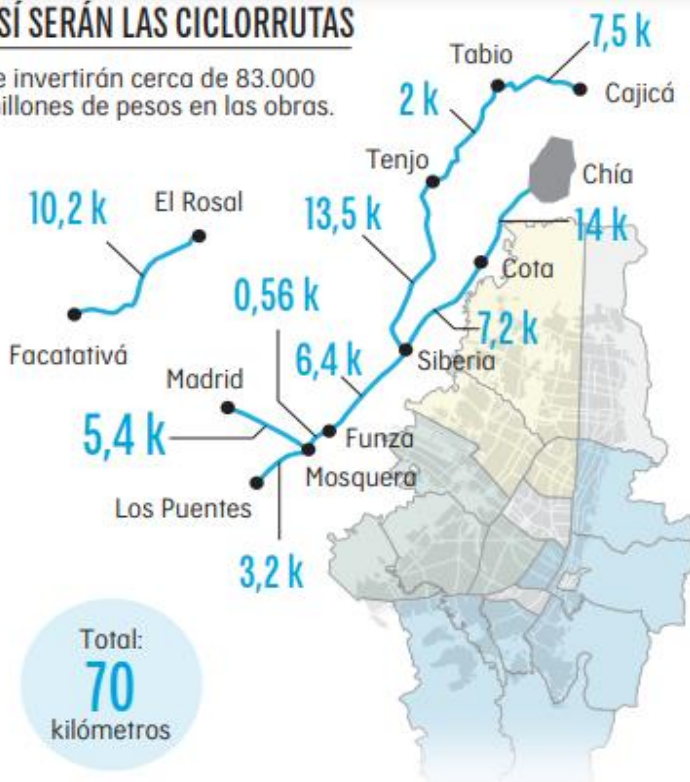 SÍ SERÁN LAS CICLORRUTAS
e invertirán cerca de 83.000
illones de pesos en las obras.
7,5 k
Tabio
Cajicá
2 k
Tenjo
Chía
10,2 k
El Rosal
13,5 k
14 k
Cota
0,56 k
7,2 k
Facatativá
6,4 k
Siberia
Madrid
5,4 k
Funza
Mosquera
Los Puentes
3,2 k
Total:
70
kilómetros